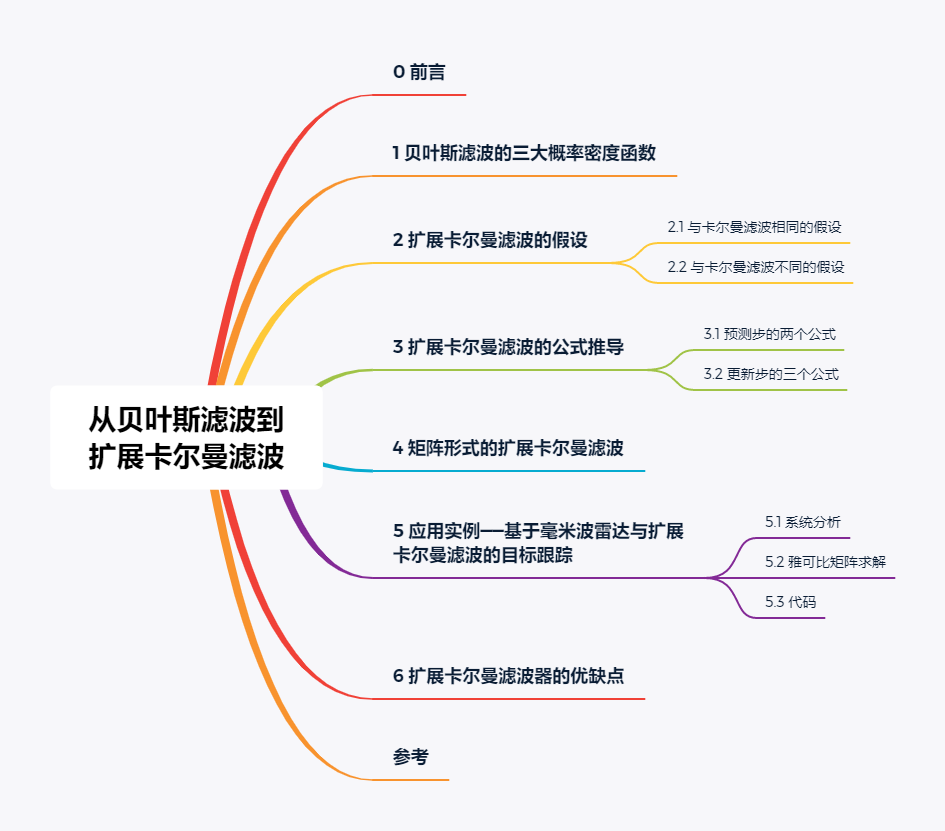 从贝叶斯滤波到
扩展卡尔曼滤波
0 前言
1 贝叶斯滤波的三大概率密度函数
2 扩展卡尔曼滤波的假设
2.1 与卡尔曼滤波相同的假设
2.2 与卡尔曼滤波不同的假设
3 扩展卡尔曼滤波的公式推导
3.1 预测步的两个公式
3.2 更新步的三个公式
4 矩阵形式的扩展卡尔曼滤波
5 应用实例——基于毫米波雷达与扩展
卡尔曼滤波的目标跟踪
5.1 系统分析
5.2 雅可比矩阵求解
5.3 代码
6 扩展卡尔曼滤波器的优缺点
参考